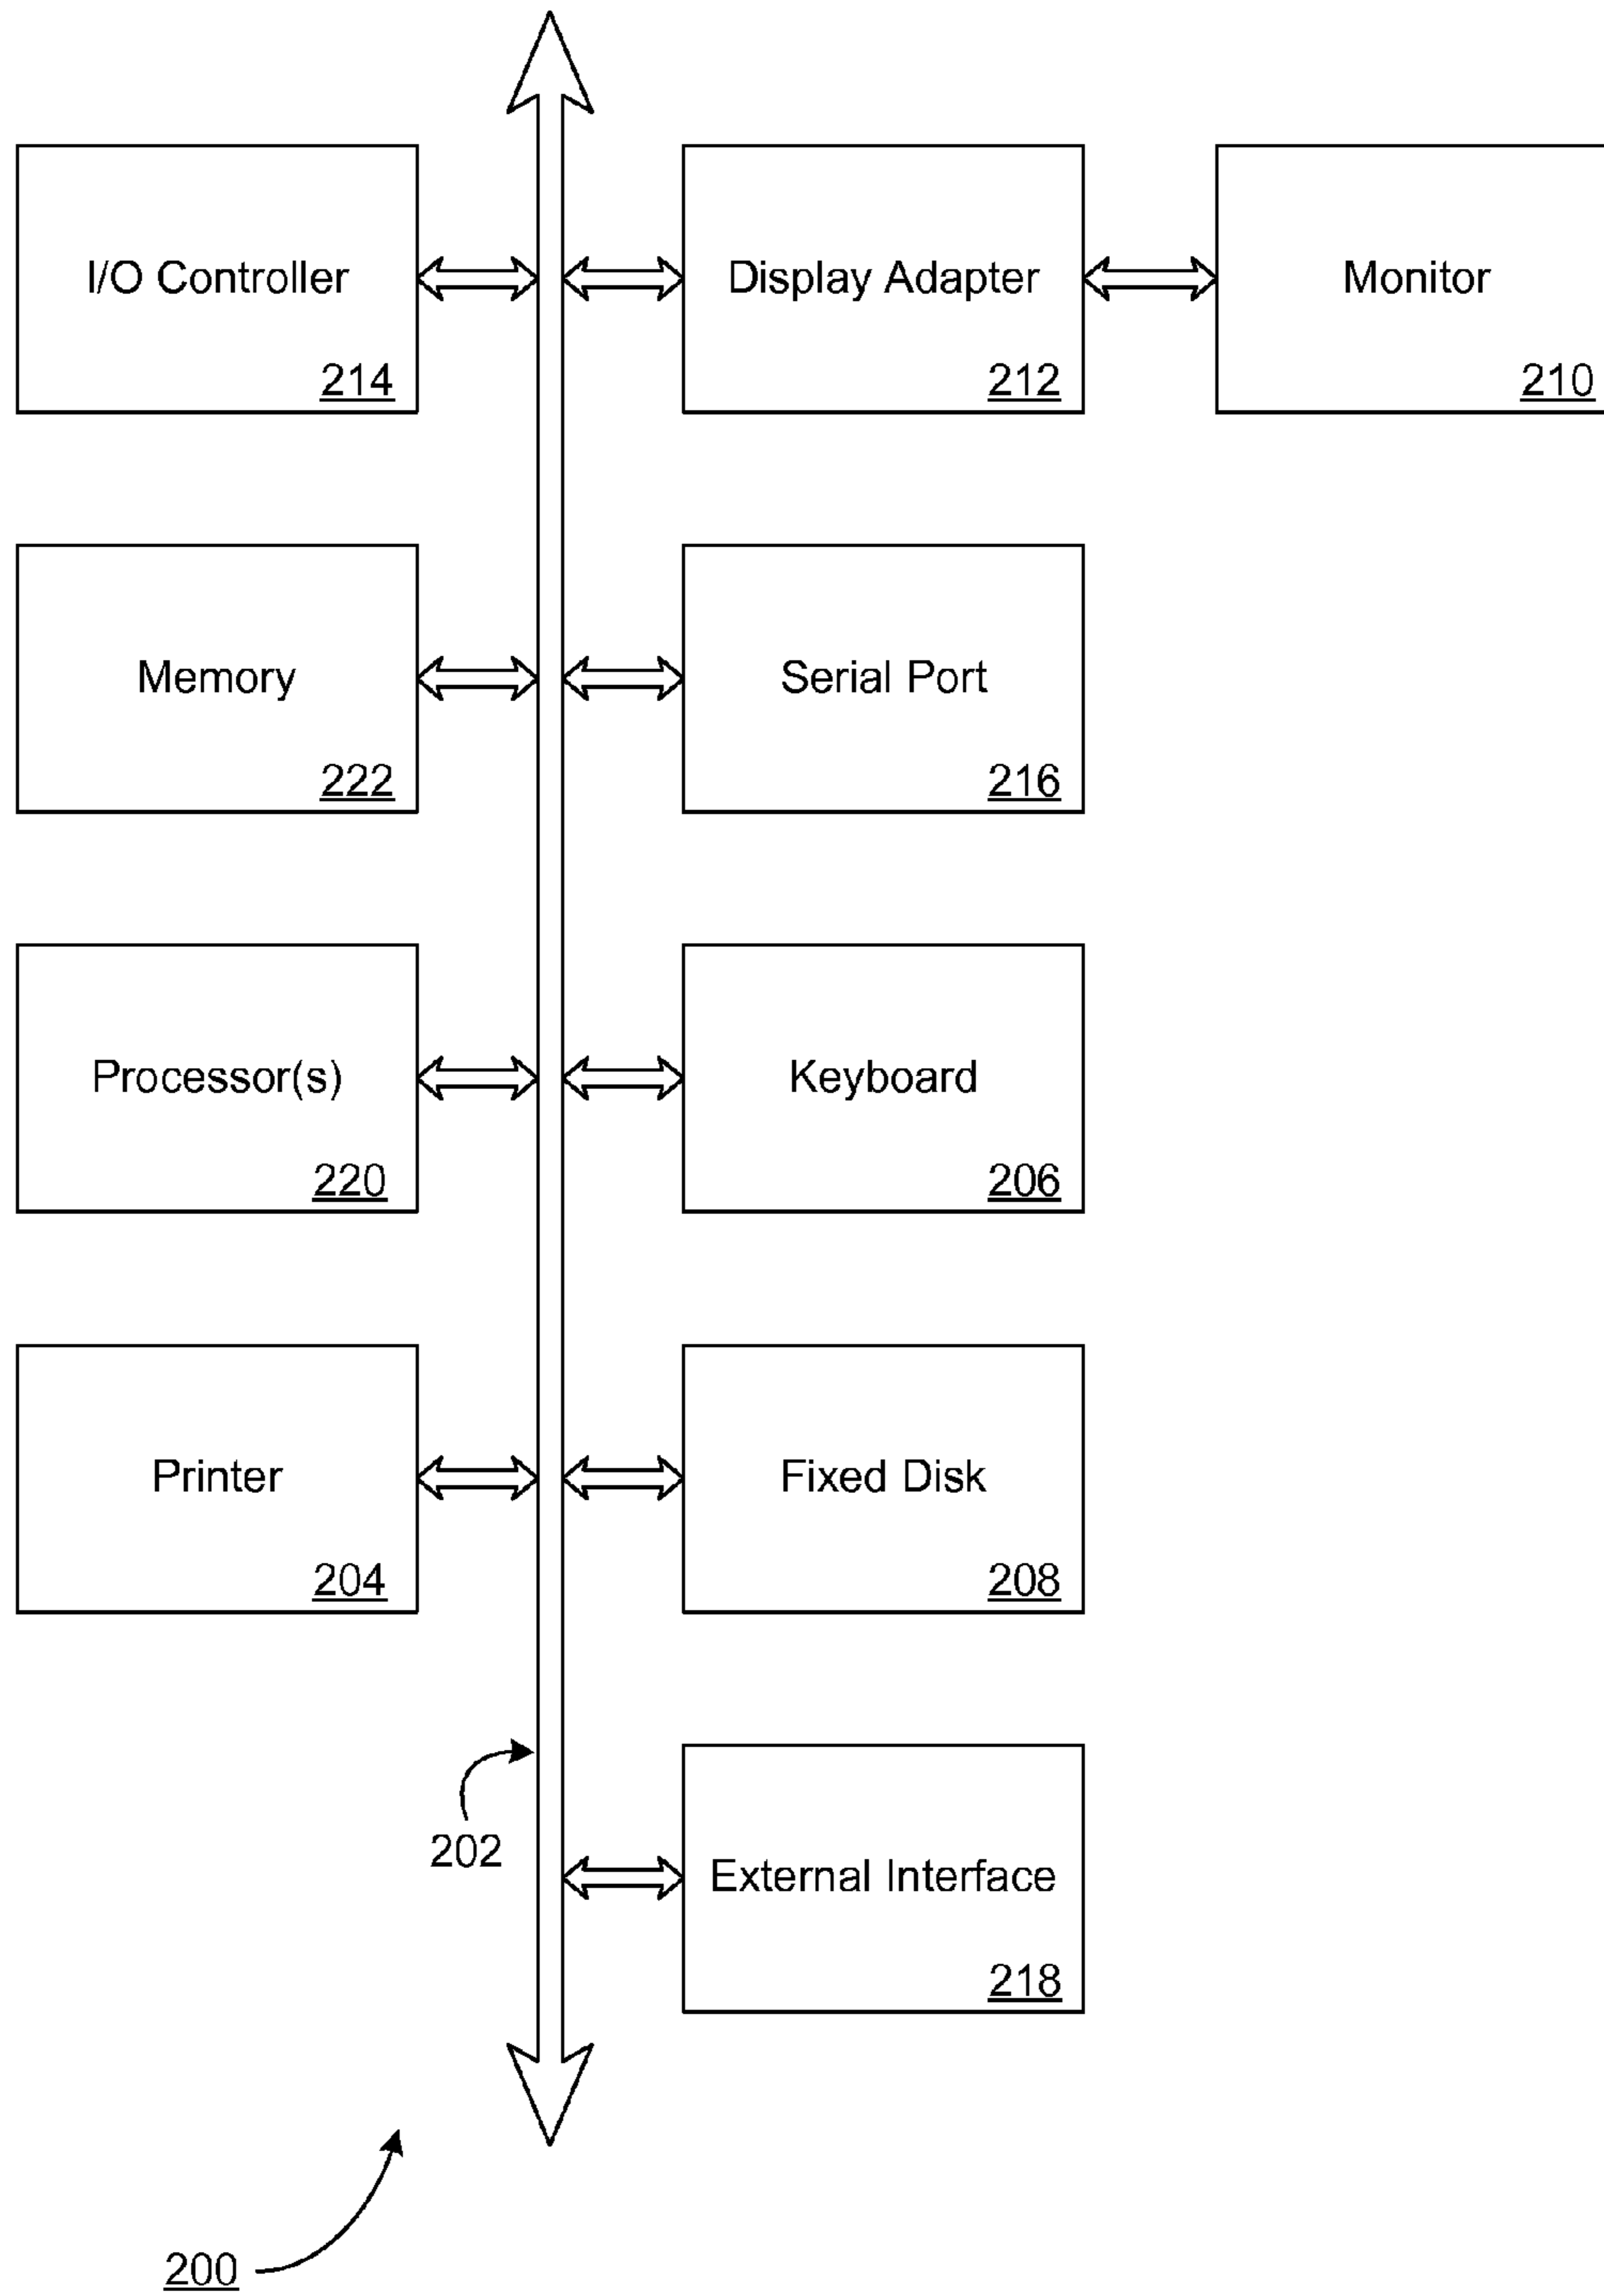 I/O Controller
214
Display Adapter
212
Monitor
210
Memory
222
Serial Port
216
Processor(s)
220
Keyboard
206
Printer
204
Fixed Disk
208
202
External Interface
218
200